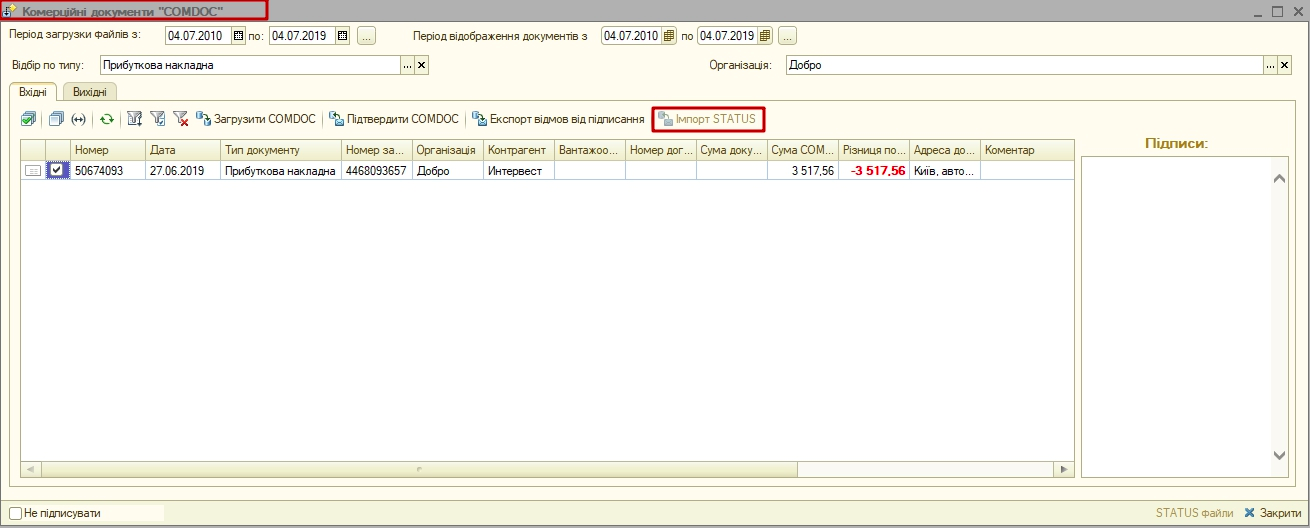 Комерційні документи "COMDOC"
Період загрузки файлів з: 04.07.2010 по: 04.07.2019 ... Період відображення документів з 04.07.2010 по 04.07.2019 ...
Відбір по типу: Прибуткова накладна ... x Організація: Добро ... x
Вхідні Вихідні
Загрузити COMDOC Підтвердити COMDOC Експорт відмов від підписання Імпорт STATUS
Підписи:
Номер Дата Тип документу Номер за... Організація Контрагент Вантажоо... Номер дог... Сума доку... Сума COM... Різниця по... Адреса до... Коментар
50674093 27.06.2019 Прибуткова накладна 4468093657 Добро Интервест 3 517,56 -3 517,56 Київ, авто...
Не підписувати STATUS файли Закрити